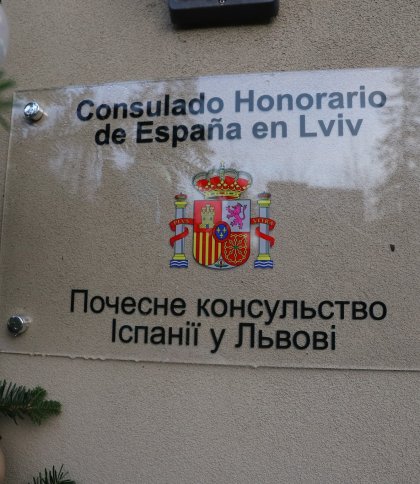 Consulado Honorario
de España en Lviv
Почесне консульство
Іспанії у Львові